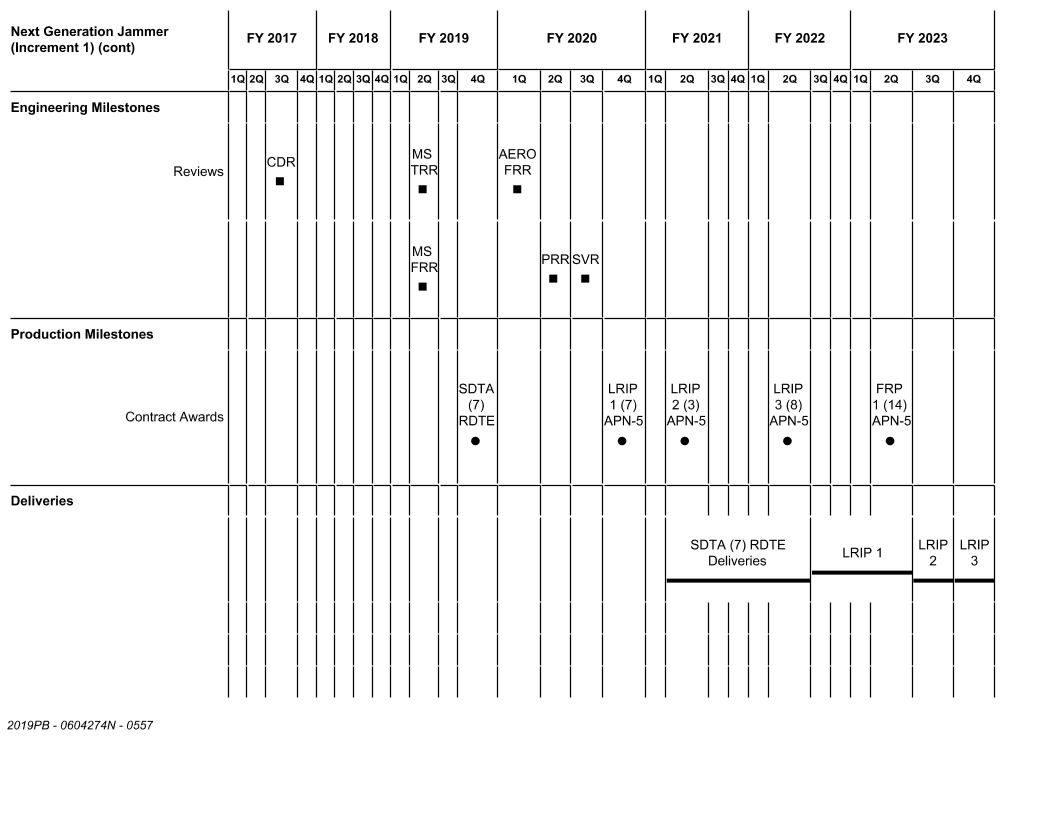 Next Generation Jammer
(Increment 1) (cont)
FY 2017 FY 2018 FY 2019 FY 2020 FY 2021 FY 2022 FY 2023
1Q 2Q 3Q 4Q 1Q 2Q 3Q 4Q 1Q 2Q 3Q 4Q 1Q 2Q 3Q 4Q 1Q 2Q 3Q 4Q 1Q 2Q 3Q 4Q 1Q 2Q 3Q 4Q
Engineering Milestones
Reviews
CDR
MS
TRR
AERO
FRR
MS
FRR
PRR
SVR
Production Milestones
Contract Awards
SDTA
(7)
RDTE
LRIP
1 (7)
APN-5
LRIP
2 (3)
APN-5
LRIP
3 (8)
APN-5
FRP
1 (14)
APN-5
Deliveries
SDTA (7) RDTE
Deliveries
LRIP 1
LRIP
2
LRIP
3
2019PB - 0604274N - 0557